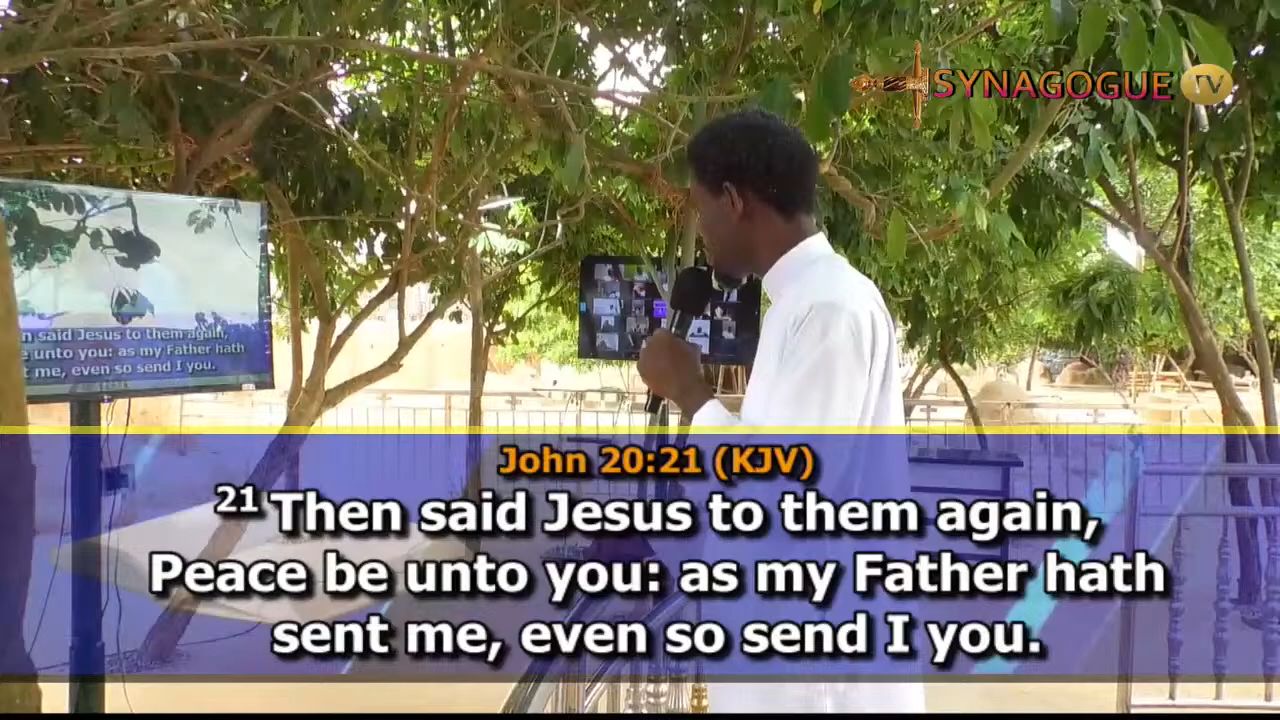 SYNAGOGUE TV
n said Jesus to them again,
e unto you: as my Father hath
t me, even so send I you.
John 20:21 (KJV)
21 Then said Jesus to them again,
Peace be unto you: as my Father hath
sent me, even so send I you.